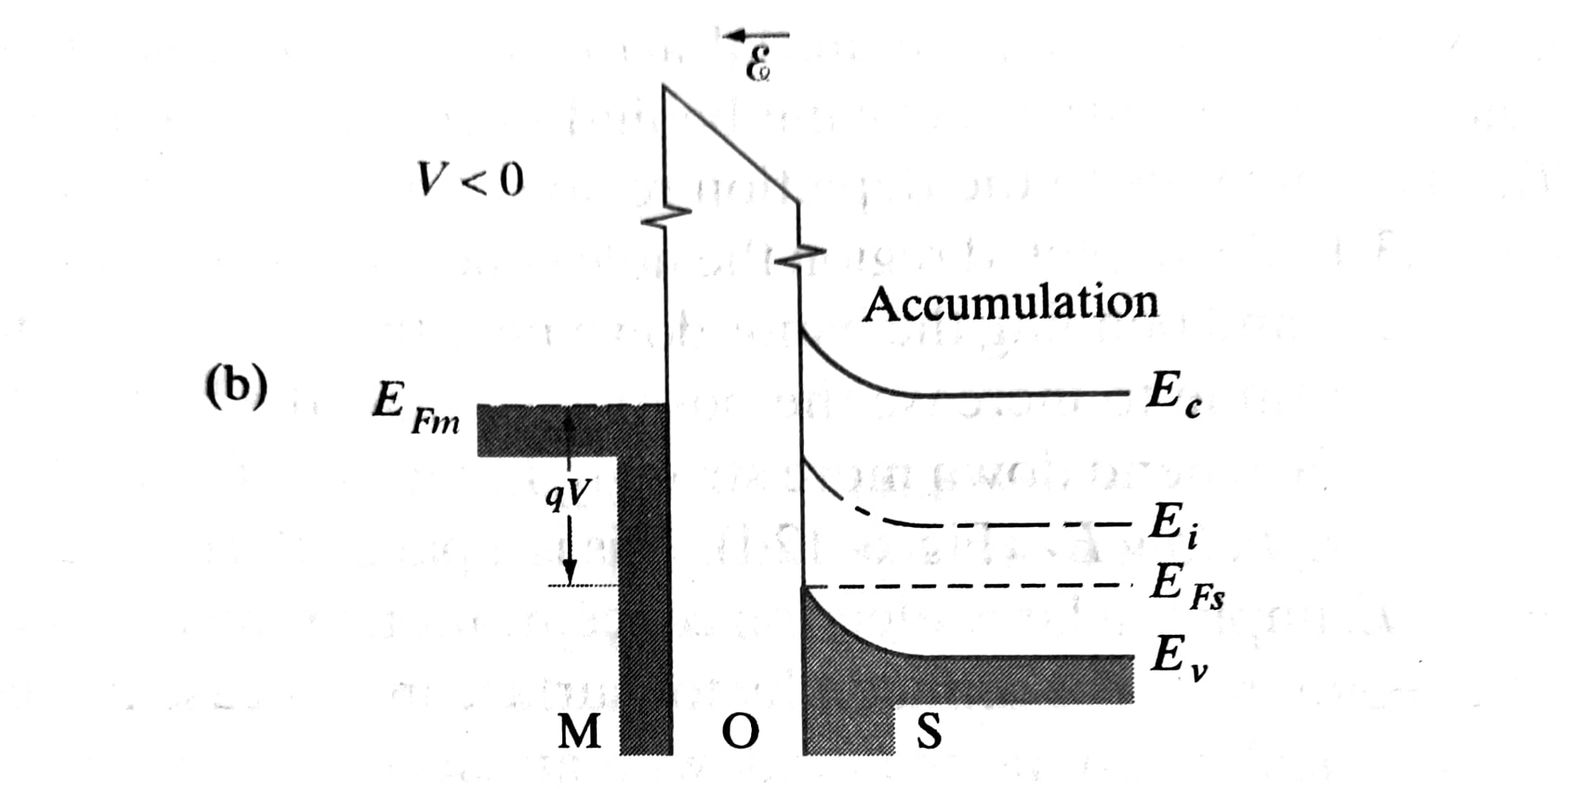 ℰ
V < 0
Accumulation
(b)
E_Fm
E_c
qV
E_i
E_Fs
E_v
M O S